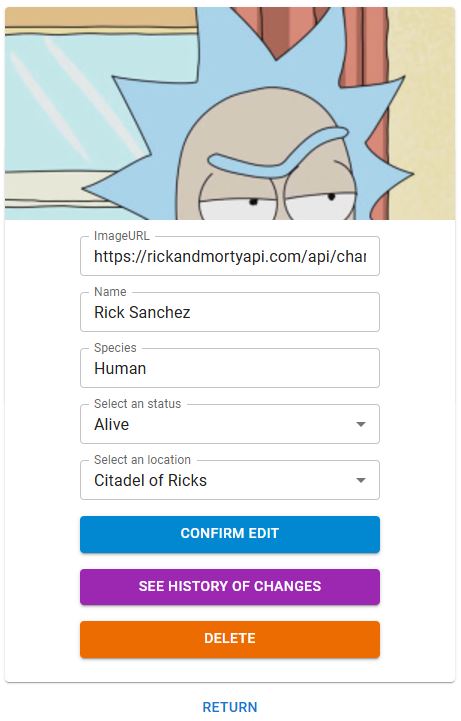 ImageURL
https://rickandmortyapi.com/api/char
Name
Rick Sanchez
Species
Human
Select an status
Alive
Select an location
Citadel of Ricks
CONFIRM EDIT
SEE HISTORY OF CHANGES
DELETE
RETURN